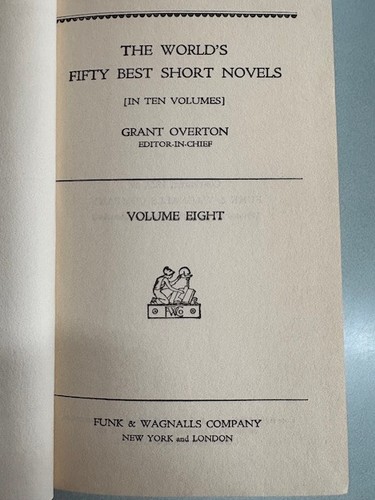 THE WORLD'S
FIFTY BEST SHORT NOVELS
[IN TEN VOLUMES]
GRANT OVERTON
EDITOR-IN-CHIEF
VOLUME EIGHT
FUNK & WAGNALLS COMPANY
NEW YORK and LONDON